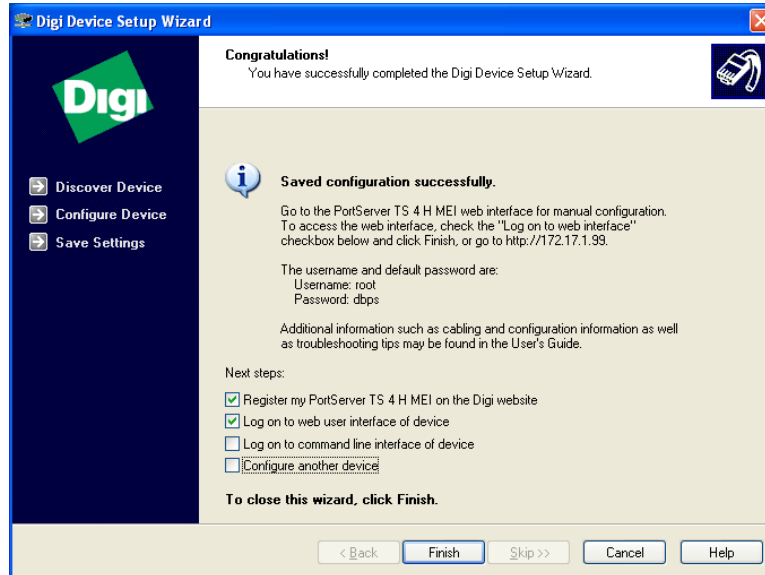 Digi Device Setup Wizard
Congratulations!
You have successfully completed the Digi Device Setup Wizard.
Digi
Discover Device
Configure Device
Save Settings
Saved configuration successfully.
Go to the PortServer TS 4 H MEI web interface for manual configuration.
To access the web interface, check the "Log on to web interface"
checkbox below and click Finish, or go to http://172.17.1.99.
The username and default password are:
Username: root
Password: dbps
Additional information such as cabling and configuration information as well
as troubleshooting tips may be found in the User's Guide.
Next steps:
Register my PortServer TS 4 H MEI on the Digi website
Log on to web user interface of device
Log on to command line interface of device
Configure another device
To close this wizard, click Finish.
< Back
Finish
Skip >>
Cancel
Help